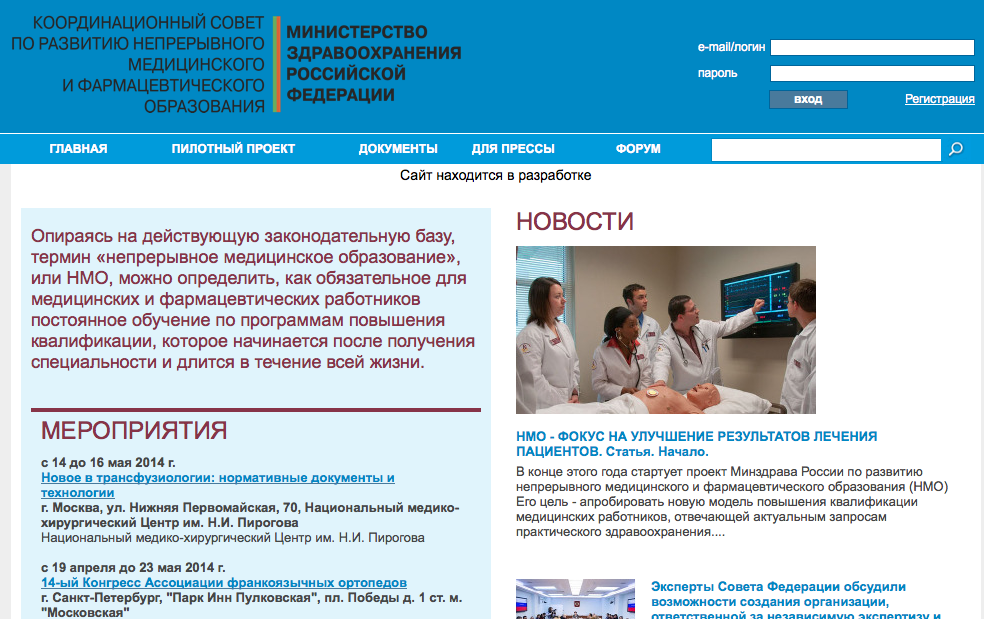 КООРДИНАЦИОННЫЙ СОВЕТ
ПО РАЗВИТИЮ НЕПРЕРЫВНОГО
МЕДИЦИНСКОГО
И ФАРМАЦЕВТИЧЕСКОГО
ОБРАЗОВАНИЯ
МИНИСТЕРСТВО
ЗДРАВООХРАНЕНИЯ
РОССИЙСКОЙ
ФЕДЕРАЦИИ
e-mail/логин
пароль
вход
Регистрация
ГЛАВНАЯ
ПИЛОТНЫЙ ПРОЕКТ
ДОКУМЕНТЫ
ДЛЯ ПРЕССЫ
ФОРУМ
Сайт находится в разработке
Опираясь на действующую законодательную базу,
термин «непрерывное медицинское образование»,
или НМО, можно определить, как обязательное для
медицинских и фармацевтических работников
постоянное обучение по программам повышения
квалификации, которое начинается после получения
специальности и длится в течение всей жизни.
МЕРОПРИЯТИЯ
с 14 до 16 мая 2014 г.
Новое в трансфузиологии: нормативные документы и
технологии
г. Москва, ул. Нижняя Первомайская, 70, Национальный медико-
хирургический Центр им. Н.И. Пирогова
Национальный медико-хирургический Центр им. Н.И. Пирогова
с 19 апреля до 23 мая 2014 г.
14-ый Конгресс Ассоциации франкоязычных ортопедов
г. Санкт-Петербург, "Парк Инн Пулковская", пл. Победы д. 1 ст. м.
"Московская"
НОВОСТИ
НМО - ФОКУС НА УЛУЧШЕНИЕ РЕЗУЛЬТАТОВ ЛЕЧЕНИЯ
ПАЦИЕНТОВ. Статья. Начало.
В конце этого года стартует проект Минздрава России по развитию
непрерывного медицинского и фармацевтического образования (НМО)
Его цель - апробировать новую модель повышения квалификации
медицинских работников, отвечающей актуальным запросам
практического здравоохранения....
Эксперты Совета Федерации обсудили
возможности создания организации,
ответственной за независимую экспертизу и